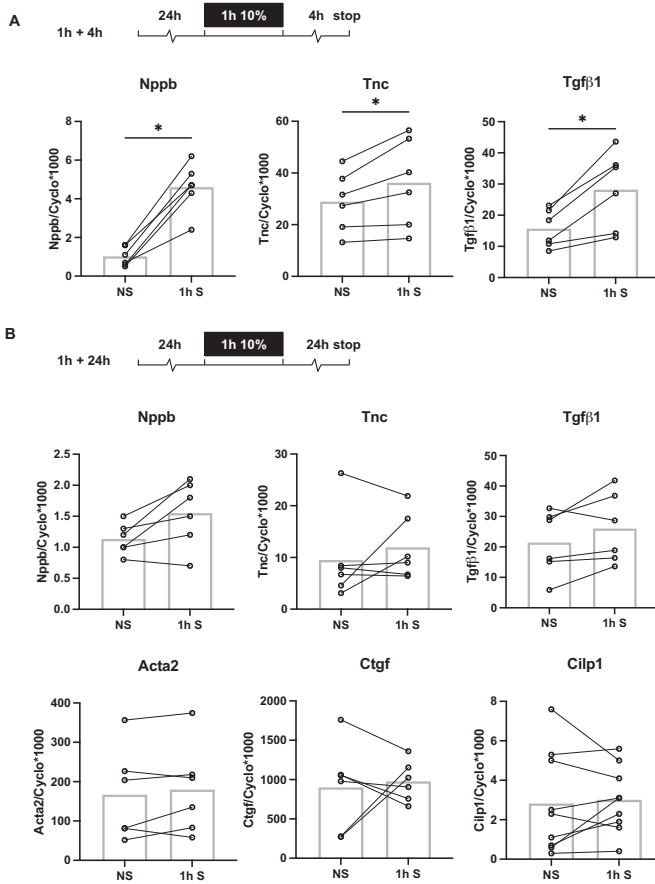 A
1h + 4h
24h
1h 10%
4h stop
Nppb
Nppb/Cyclo*1000
8
6
4
2
0
*
NS
1h S
Tnc
Tnc/Cyclo*1000
60
40
20
0
*
NS
1h S
Tgfβ1
Tgfβ1/Cyclo*1000
50
40
30
20
10
0
*
NS
1h S
B
1h + 24h
24h
1h 10%
24h stop
Nppb
Nppb/Cyclo*1000
2.5
2.0
1.5
1.0
0.5
0.0
NS
1h S
Tnc
Tnc/Cyclo*1000
30
20
10
0
NS
1h S
Tgfβ1
Tgfβ1/Cyclo*1000
50
40
30
20
10
0
NS
1h S
Acta2
Acta2/Cyclo*1000
400
300
200
100
0
NS
1h S
Ctgf
Ctgf/Cyclo*1000
2000
1500
1000
500
0
NS
1h S
Cilp1
Cilp1/Cyclo*1000
8
6
4
2
0
NS
1h S